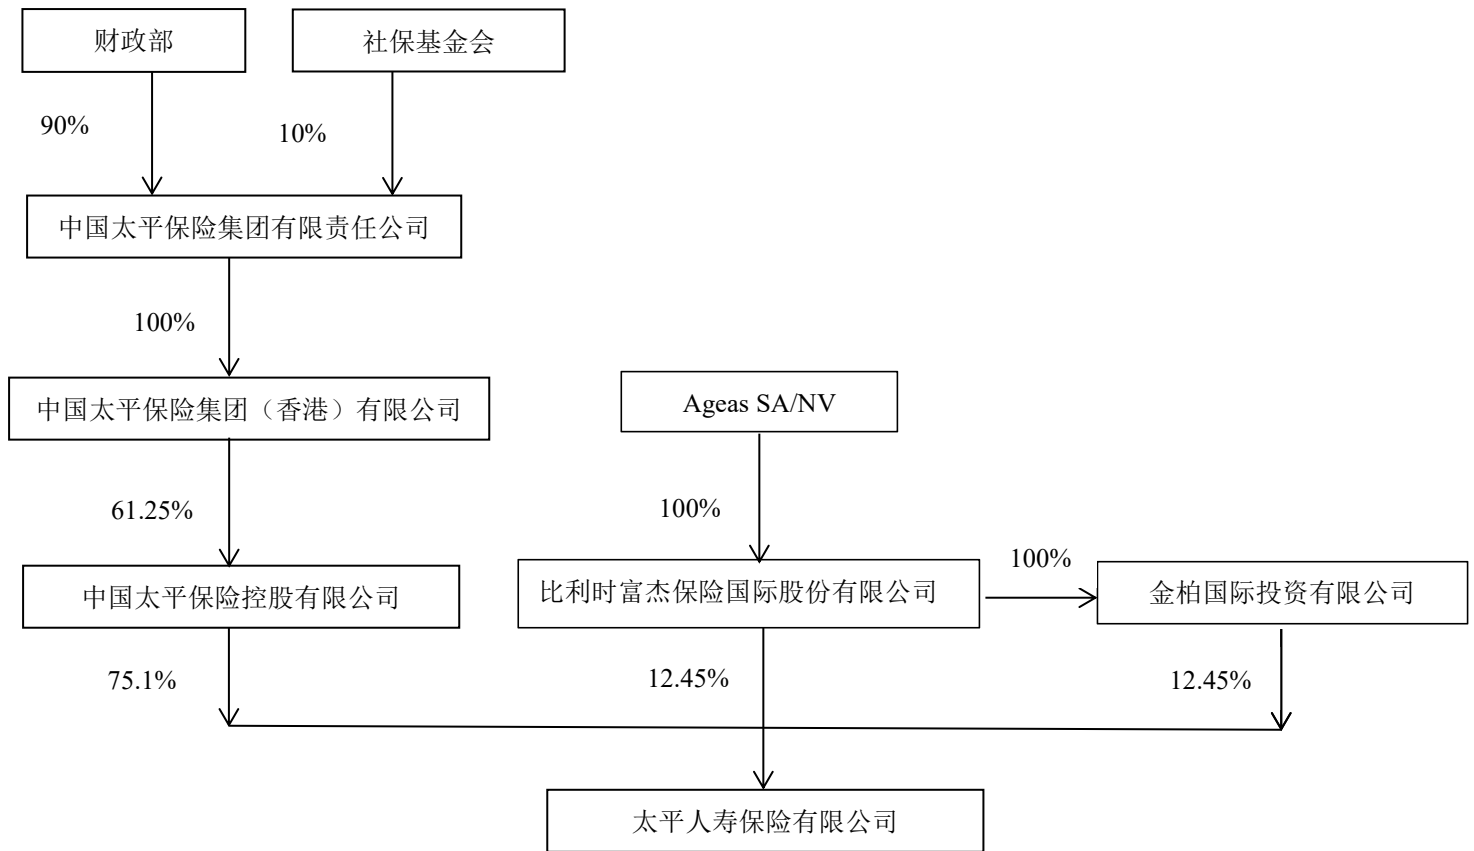 财政部
社保基金会
90%
10%
中国太平保险集团有限责任公司
100%
中国太平保险集团（香港）有限公司
Ageas SA/NV
61.25%
100%
100%
中国太平保险控股有限公司
比利时富杰保险国际股份有限公司
金柏国际投资有限公司
75.1%
12.45%
12.45%
太平人寿保险有限公司